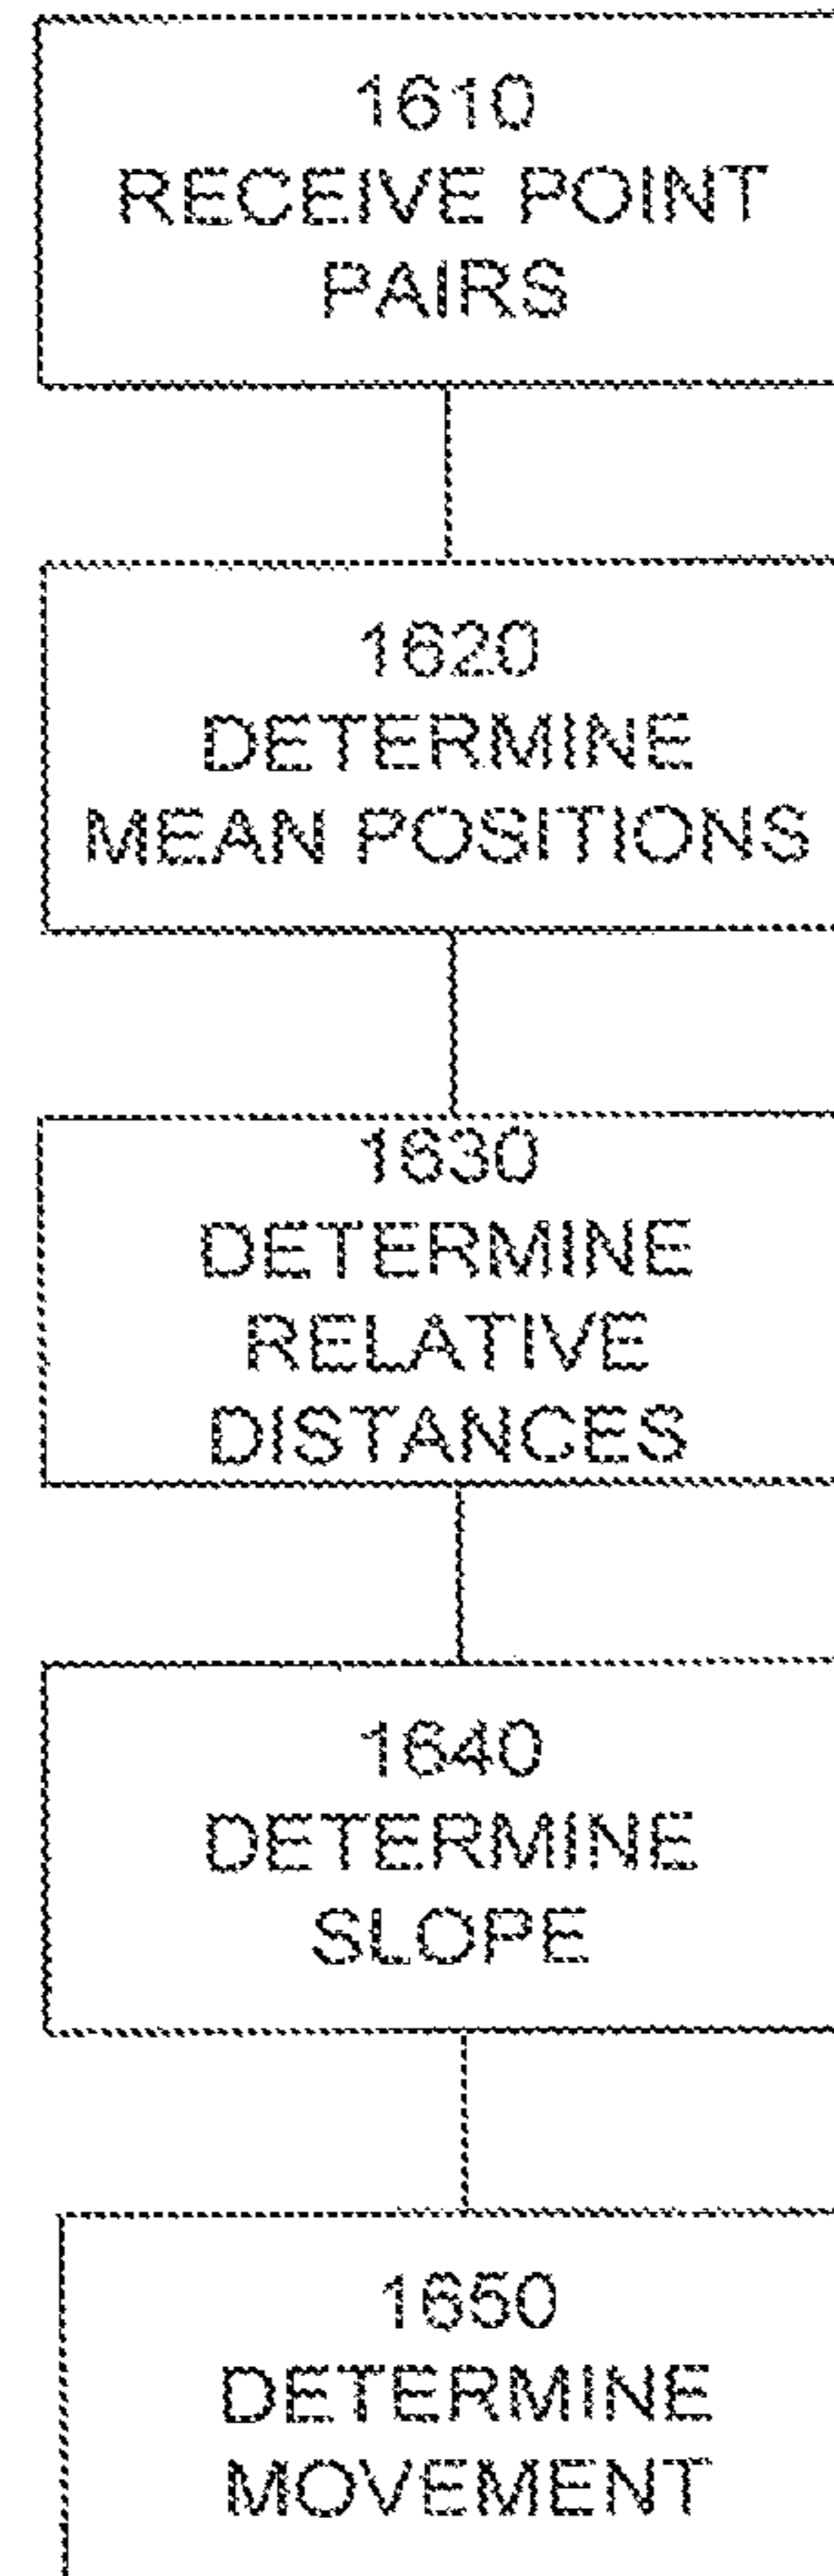 1610
RECEIVE POINT
PAIRS
1620
DETERMINE
MEAN POSITIONS
1630
DETERMINE
RELATIVE
DISTANCES
1640
DETERMINE
SLOPE
1650
DETERMINE
MOVEMENT